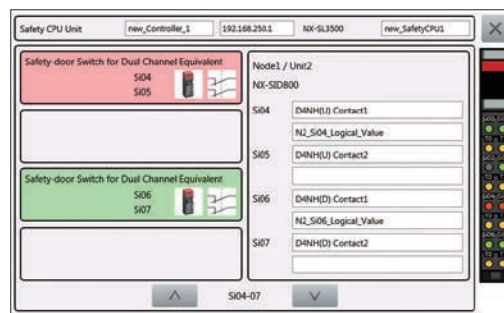 Safety CPU Unit new_Controller_1 192.168.250.1 NX-SL3500 new_SafetyCPU1
Safety-door Switch for Dual Channel Equivalent
Si04
Si05
Safety-door Switch for Dual Channel Equivalent
Si06
Si07
Node1 / Unit2
NX-SID800
Si04 D4NH(U) Contact1
N2_Si04_Logical_Value
Si05 D4NH(U) Contact2
Si06 D4NH(D) Contact1
N2_Si06_Logical_Value
Si07 D4NH(D) Contact2
Si04-07